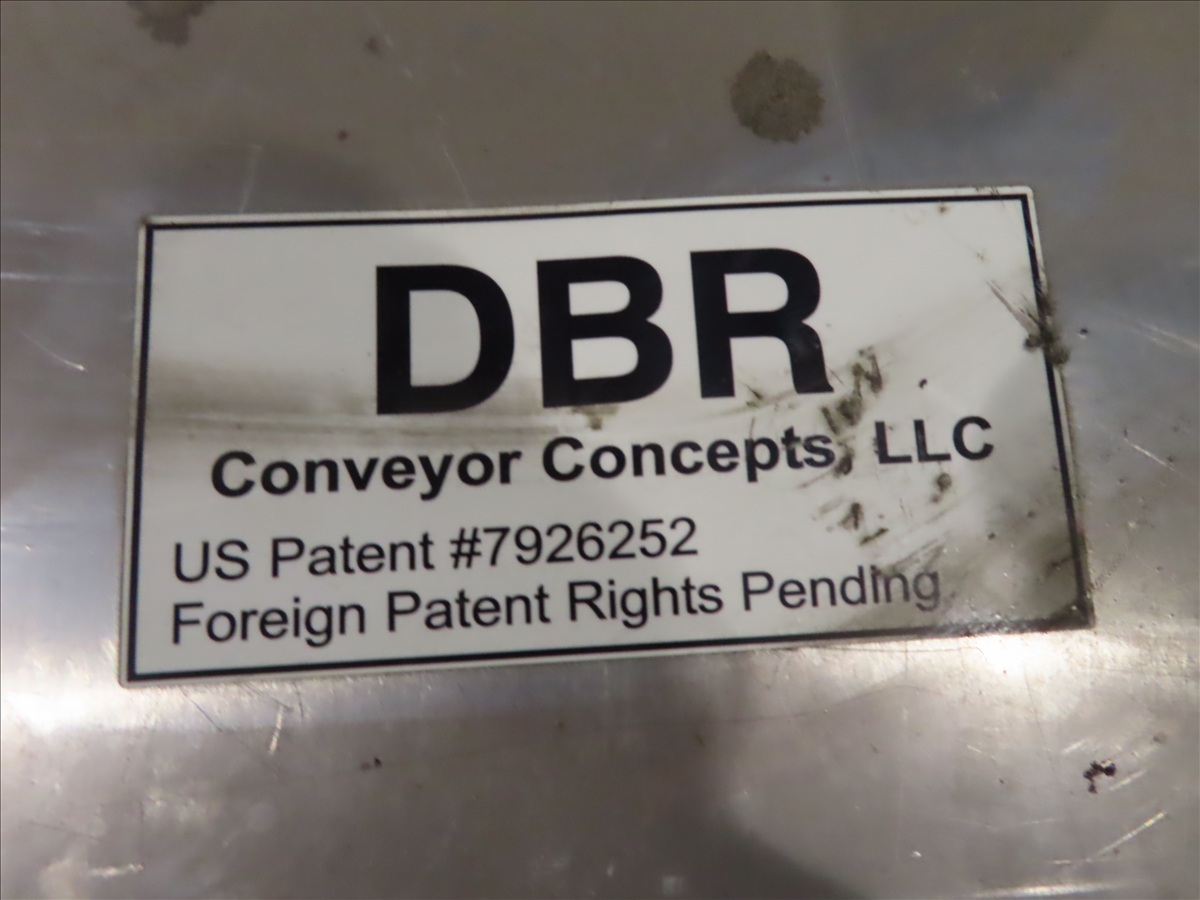 DBR
Conveyor Concepts, LLC
US Patent #7926252
Foreign Patent Rights Pending